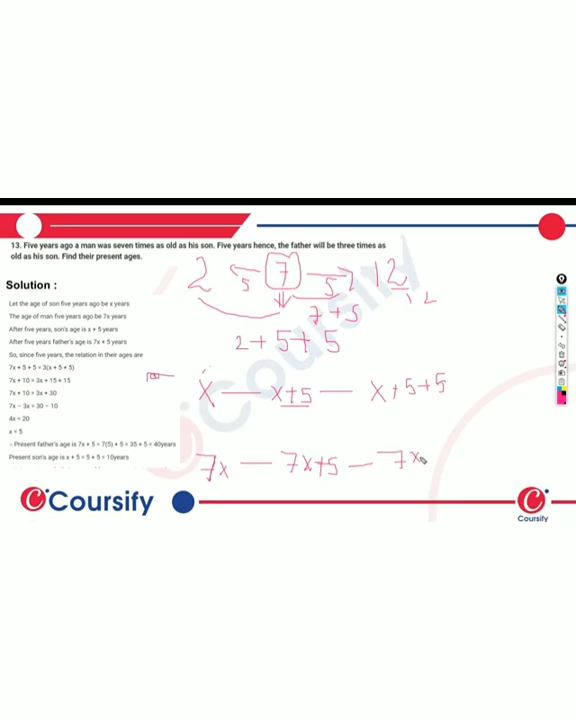 13. Five years ago a man was seven times as old as his son. Five years hence, the father will be three times as
old as his son. Find their present ages.
Solution :
Let the age of son five years ago be x years
The age of man five years ago be 7x years
After five years, son's age is x + 5 years
After five years father's age is 7x + 5 years
So, since five years, the relation in their ages are
7x + 5 + 5 = 3(x + 5 + 5)
7x + 10 = 3x + 15 + 15
7x + 10 = 3x + 30
7x − 3x = 30 − 10
4x = 20
x = 5
∴ Present father's age is 7x + 5 = 7(5) + 5 = 35 + 5 = 40years
Present son's age is x + 5 = 5 + 5 = 10years
2 5 7 5 12
7+5 12
2+5+5
x — x+5 — x+5+5
7x — 7x+5 — 7x
Coursify
Coursify
Coursify